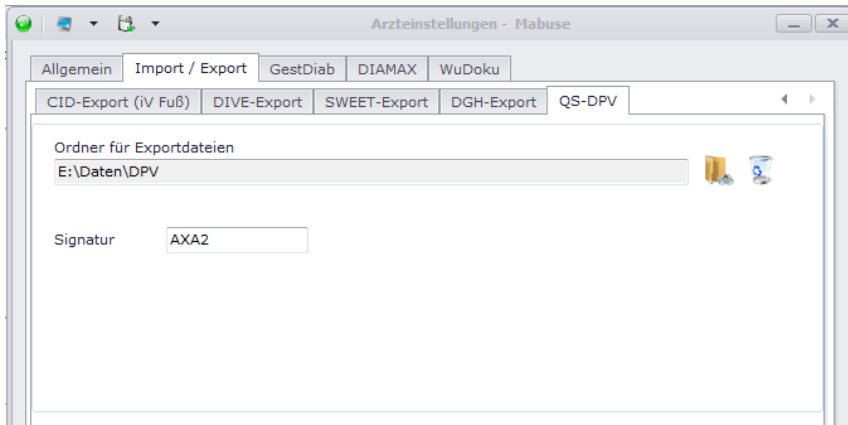 Arzteinstellungen - Mabuse
Allgemein Import / Export GestDiab DIAMAX WuDoku
CID-Export (iV Fuß) DIVE-Export SWEET-Export DGH-Export QS-DPV
Ordner für Exportdateien
E:\Daten\DPV
Signatur AXA2